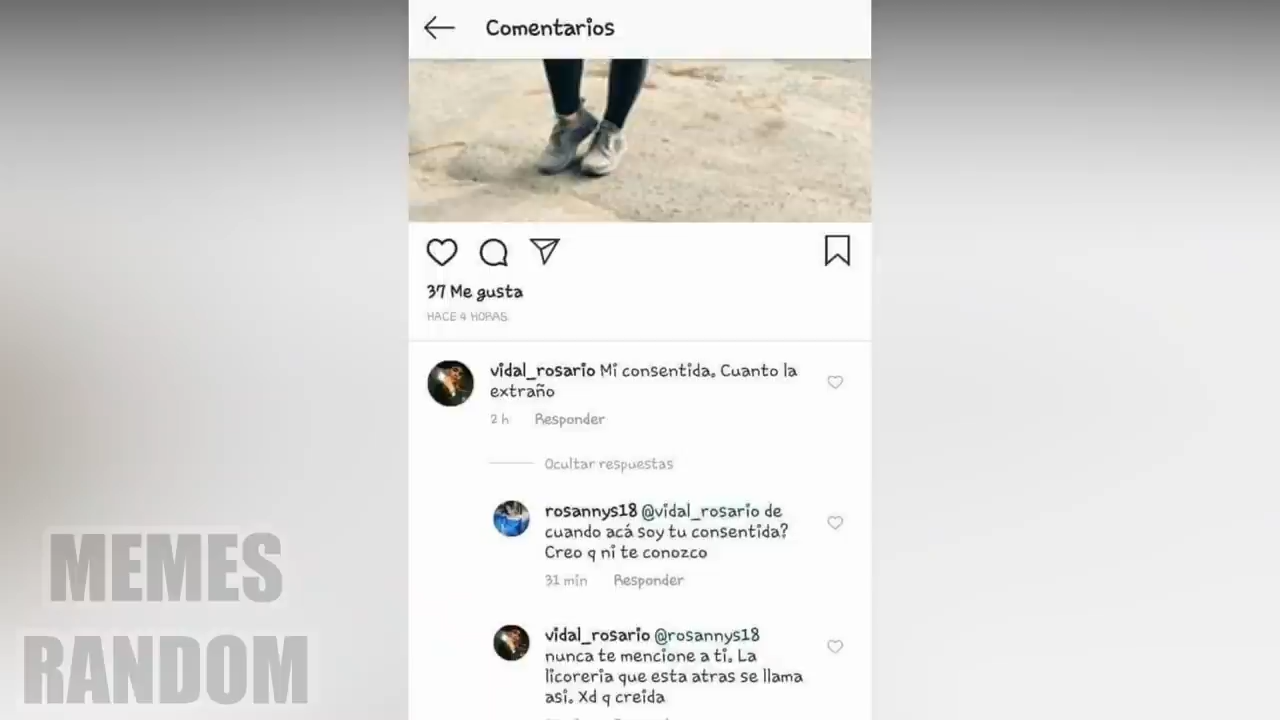 Comentarios
37 Me gusta
HACE 4 HORAS
vidal_rosario Mi consentida. Cuanto la
extraño
2 h Responder
Ocultar respuestas
rosannys18 @vidal_rosario de
cuando acá soy tu consentida?
Creo q ni te conozco
31 min Responder
vidal_rosario @rosannys18
nunca te mencione a ti. La
licoreria que esta atras se llama
asi. Xd q creida
MEMES
RANDOM